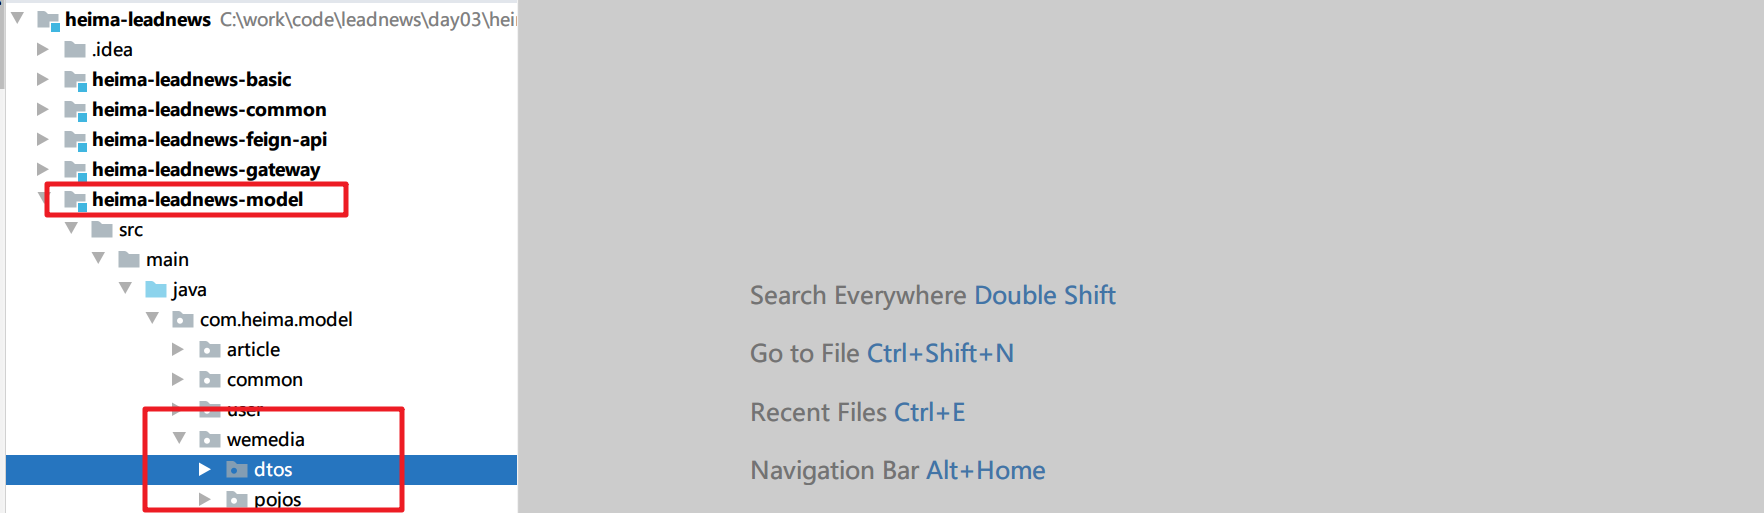 heima-leadnews C:\work\code\leadnews\day03\hei
.idea
heima-leadnews-basic
heima-leadnews-common
heima-leadnews-feign-api
heima-leadnews-gateway
heima-leadnews-model
src
main
java
com.heima.model
article
common
user
wemedia
dtos
pojos
Search Everywhere Double Shift
Go to File Ctrl+Shift+N
Recent Files Ctrl+E
Navigation Bar Alt+Home